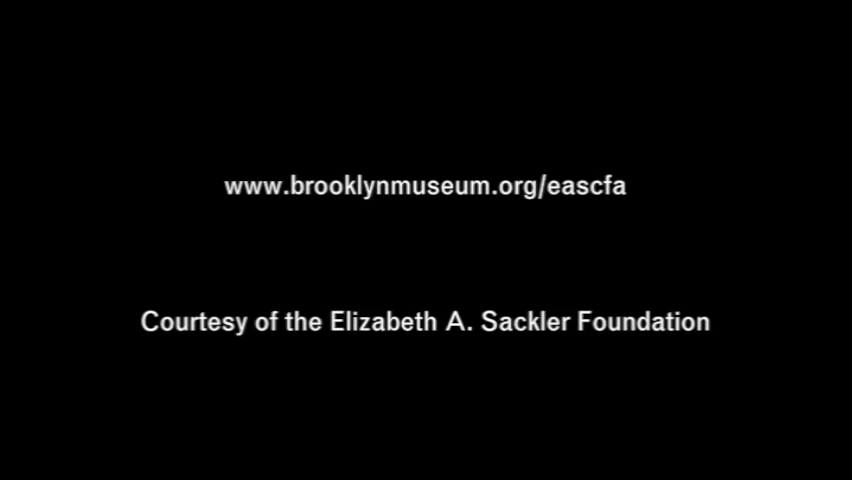 www.brooklynmuseum.org/eascfa
Courtesy of the Elizabeth A. Sackler Foundation